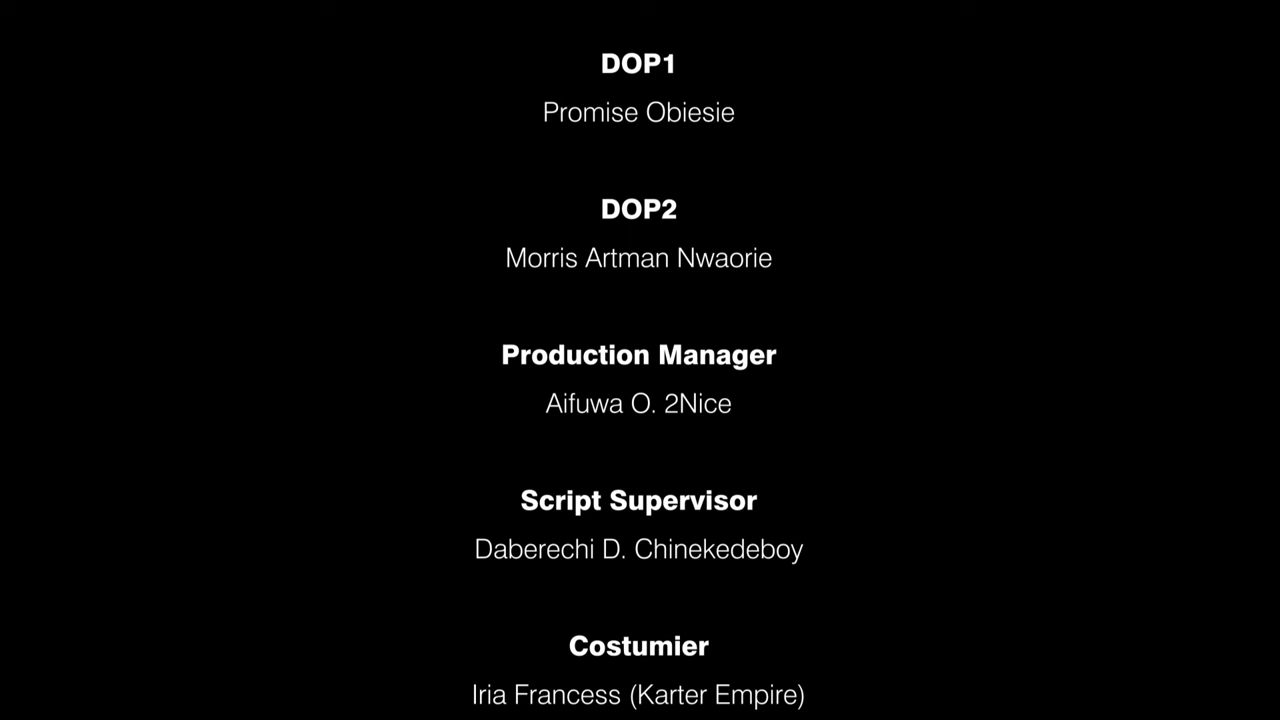 DOP1
Promise Obiesie
DOP2
Morris Artman Nwaorie
Production Manager
Aifuwa O. 2Nice
Script Supervisor
Daberechi D. Chinekedeboy
Costumier
Iria Francess (Karter Empire)